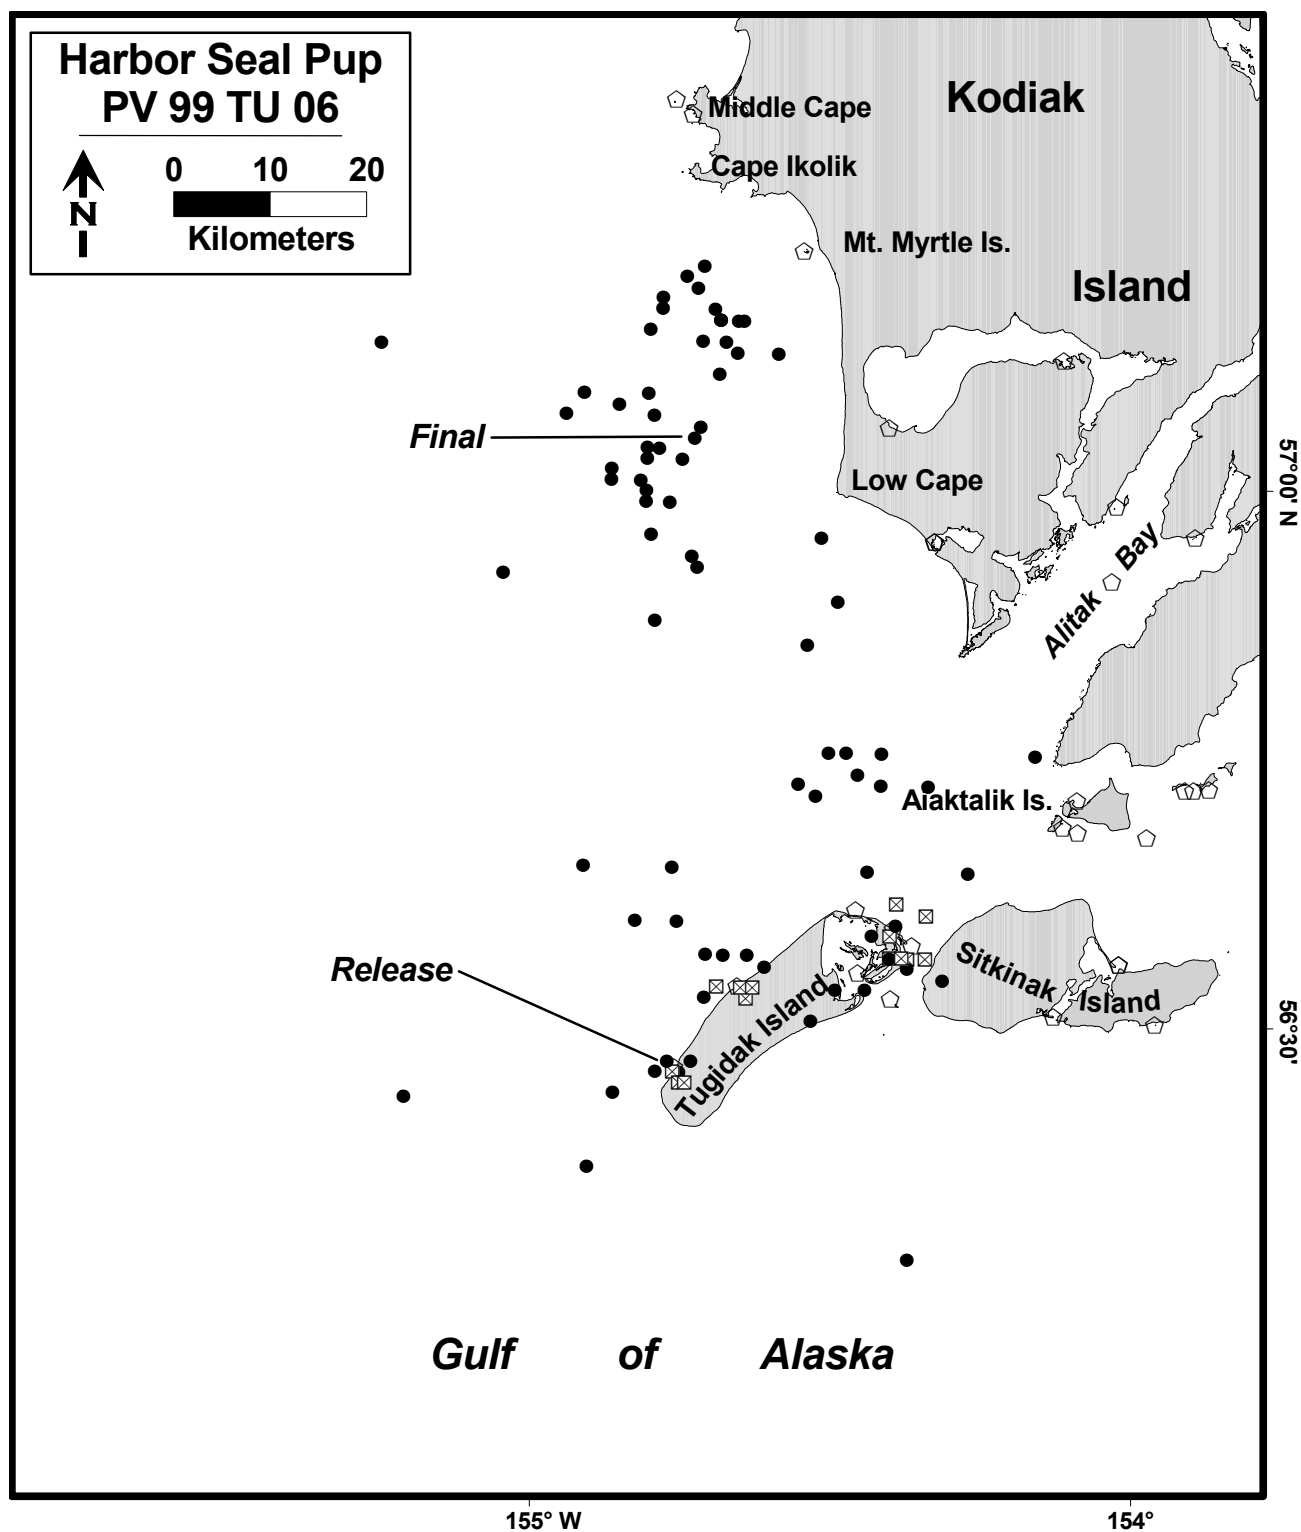 Harbor Seal Pup
PV 99 TU 06
0 10 20
N
Kilometers
Kodiak
Middle Cape
Cape Ikolik
Mt. Myrtle Is.
Island
Final
Low Cape
57°00' N
Alitak Bay
Aiaktalik Is.
Release
Sitkinak Island
Tugidak Island
56°30'
Gulf of Alaska
155° W
154°